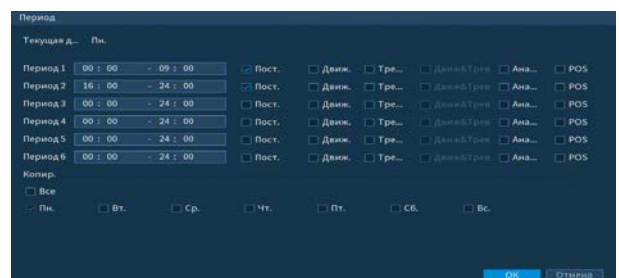 Период
Текущая д... Пн.
Период 1 00 : 00 - 09 : 00 Пост. Движ. Тре... Движ&Трев Ана... POS
Период 2 16 : 00 - 24 : 00 Пост. Движ. Тре... Движ&Трев Ана... POS
Период 3 00 : 00 - 24 : 00 Пост. Движ. Тре... Движ&Трев Ана... POS
Период 4 00 : 00 - 24 : 00 Пост. Движ. Тре... Движ&Трев Ана... POS
Период 5 00 : 00 - 24 : 00 Пост. Движ. Тре... Движ&Трев Ана... POS
Период 6 00 : 00 - 24 : 00 Пост. Движ. Тре... Движ&Трев Ана... POS
Копир.
Все
Пн. Вт. Ср. Чт. Пт. Сб. Вс.
OK Отмена